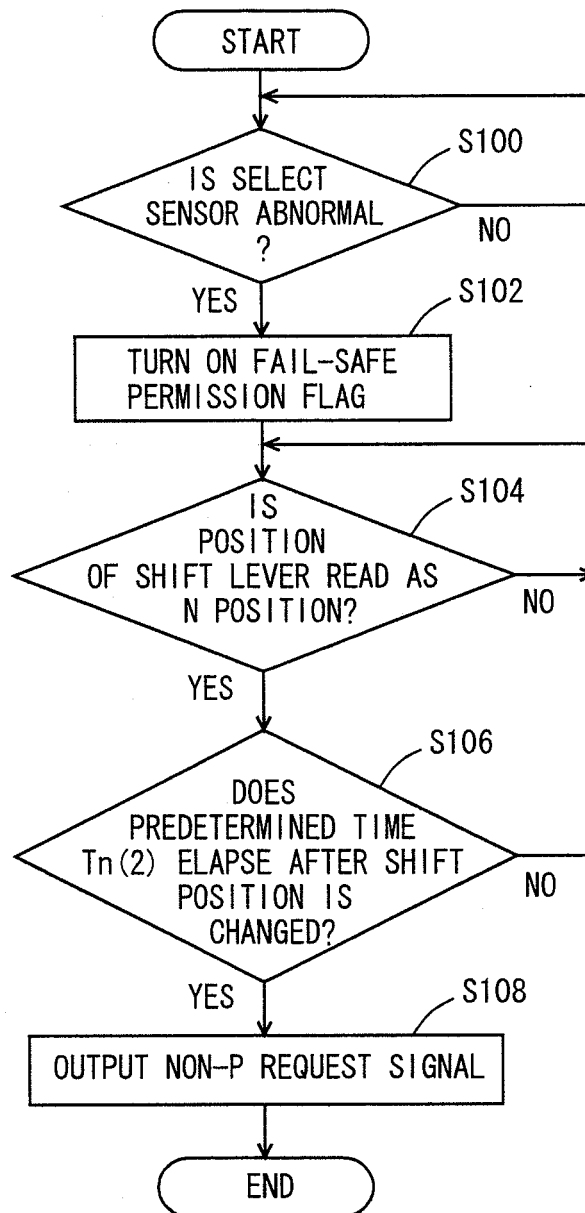 START
S100
IS SELECT
SENSOR ABNORMAL
?
NO
YES
S102
TURN ON FAIL-SAFE
PERMISSION FLAG
S104
IS
POSITION
OF SHIFT LEVER READ AS
N POSITION?
NO
YES
S106
DOES
PREDETERMINED TIME
Tn(2) ELAPSE AFTER SHIFT
POSITION IS
CHANGED?
NO
YES
S108
OUTPUT NON-P REQUEST SIGNAL
END